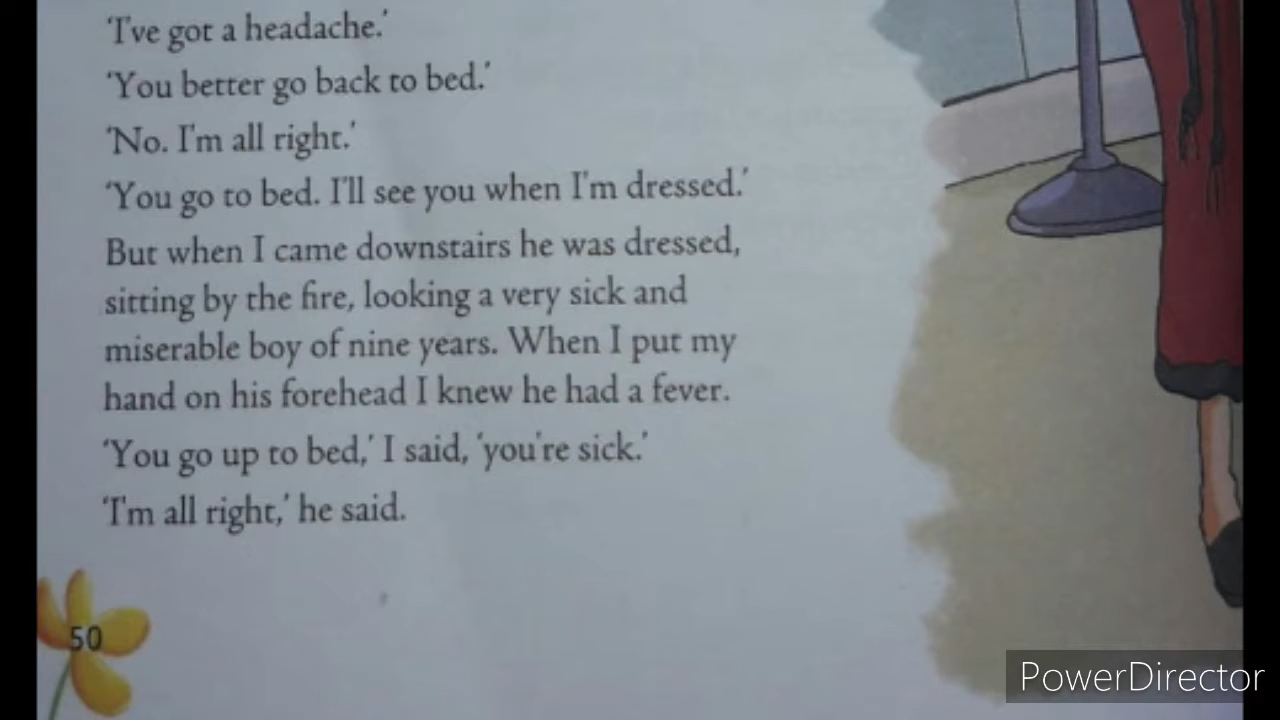 'I've got a headache.'
'You better go back to bed.'
'No. I'm all right.'
'You go to bed. I'll see you when I'm dressed.'
But when I came downstairs he was dressed,
sitting by the fire, looking a very sick and
miserable boy of nine years. When I put my
hand on his forehead I knew he had a fever.
'You go up to bed,' I said, 'you're sick.'
'I'm all right,' he said.
50
PowerDirector